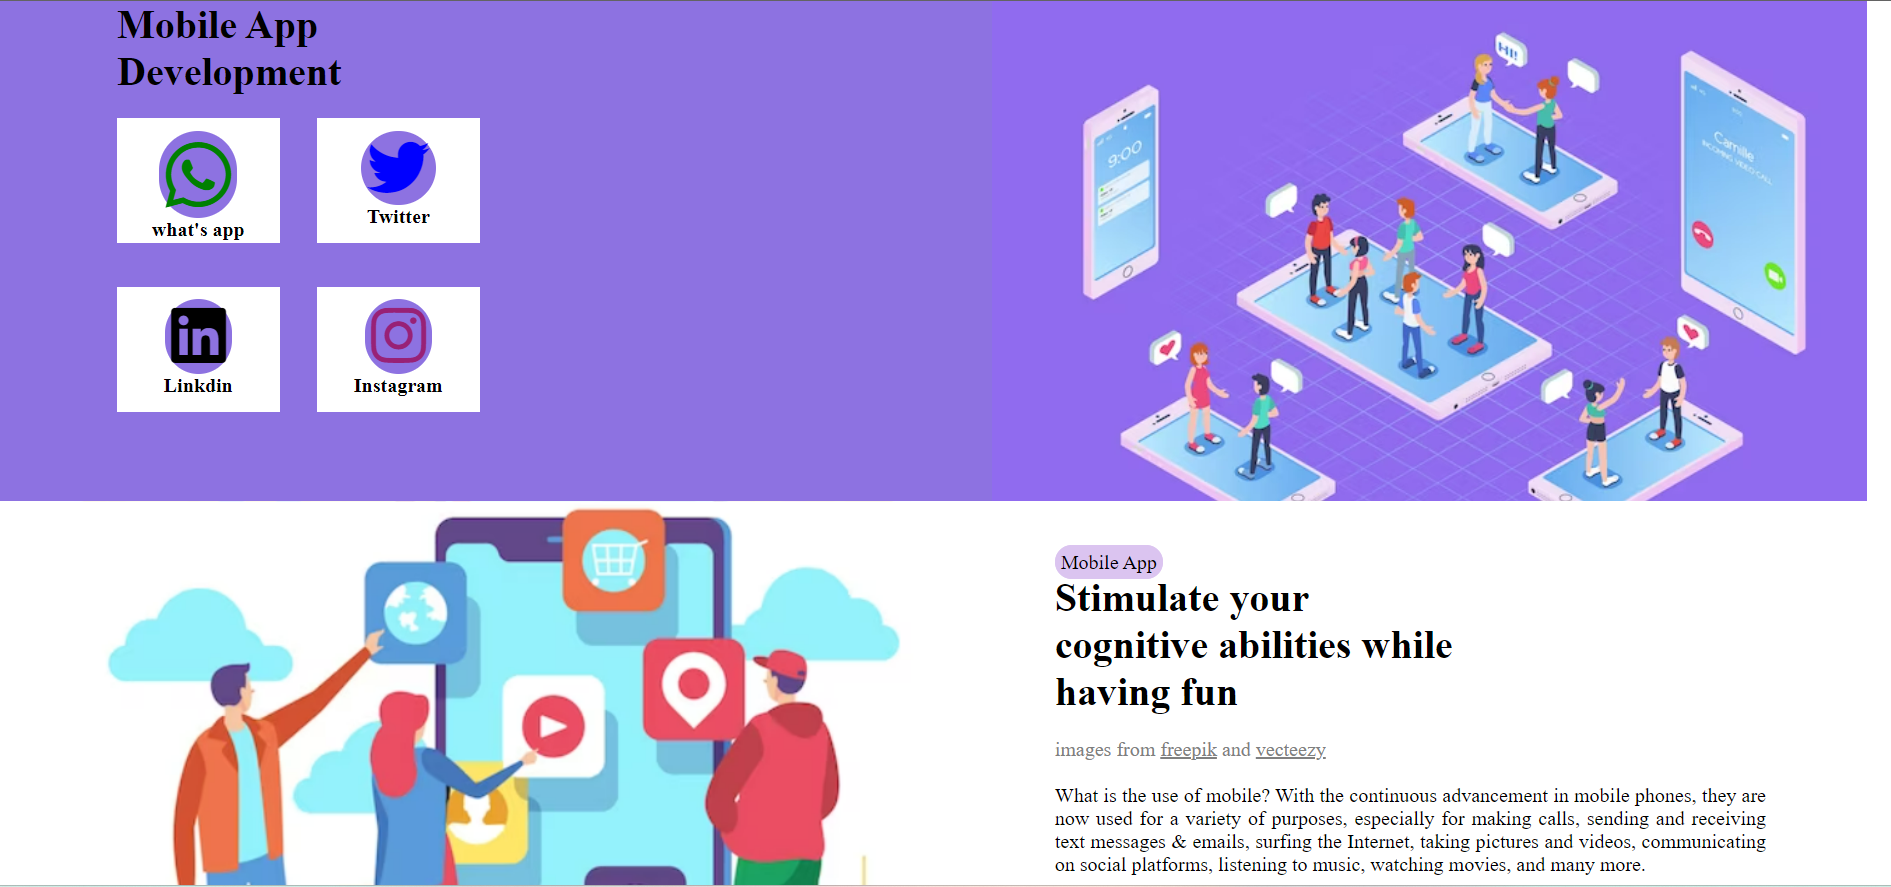 Mobile App
Development
what's app
Twitter
in
Linkdin
Instagram
HI!
9:00
Camille
INCOMING VIDEO CALL
Mobile App
Stimulate your
cognitive abilities while
having fun
images from freepik and vecteezy
What is the use of mobile? With the continuous advancement in mobile phones, they are
now used for a variety of purposes, especially for making calls, sending and receiving
text messages & emails, surfing the Internet, taking pictures and videos, communicating
on social platforms, listening to music, watching movies, and many more.